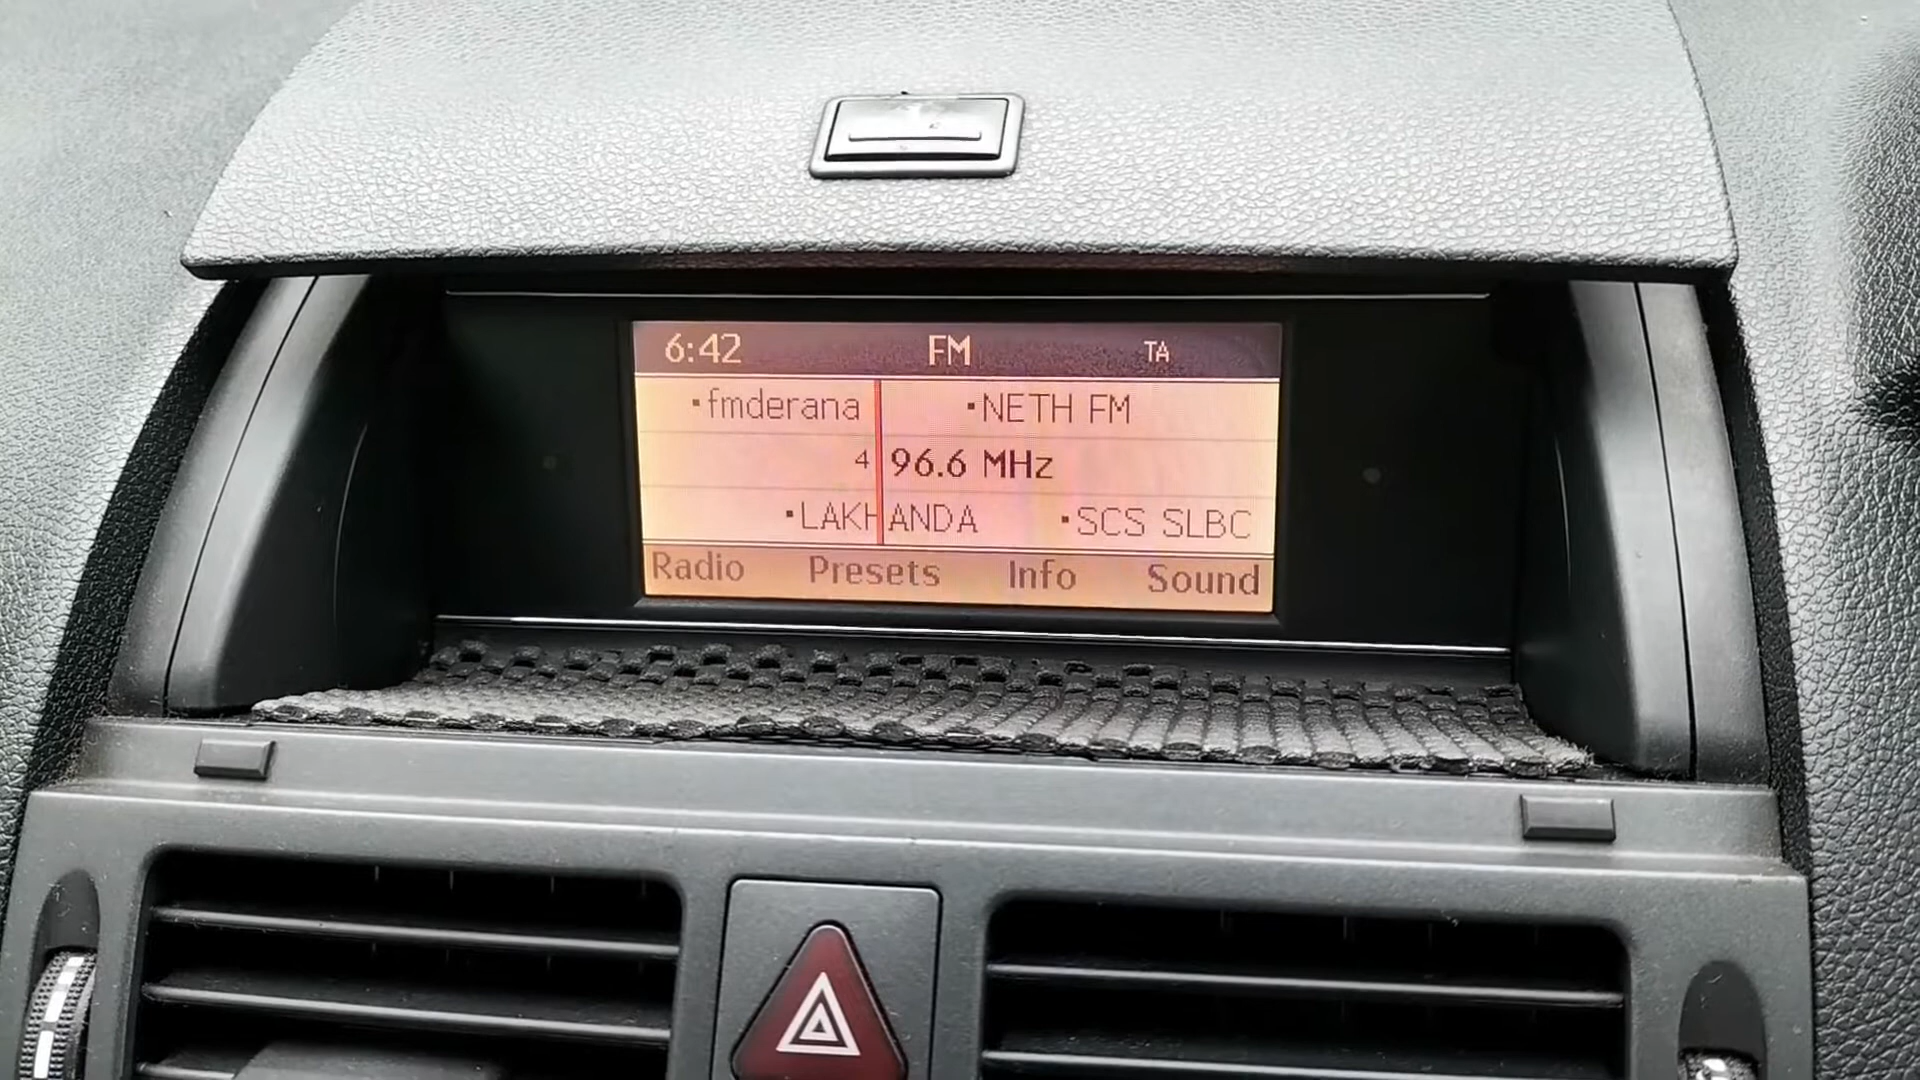 6:42 FM TA
▪fmderana ▪NETH FM
4 96.6 MHz
▪LAKHANDA ▪SCS SLBC
Radio Presets Info Sound